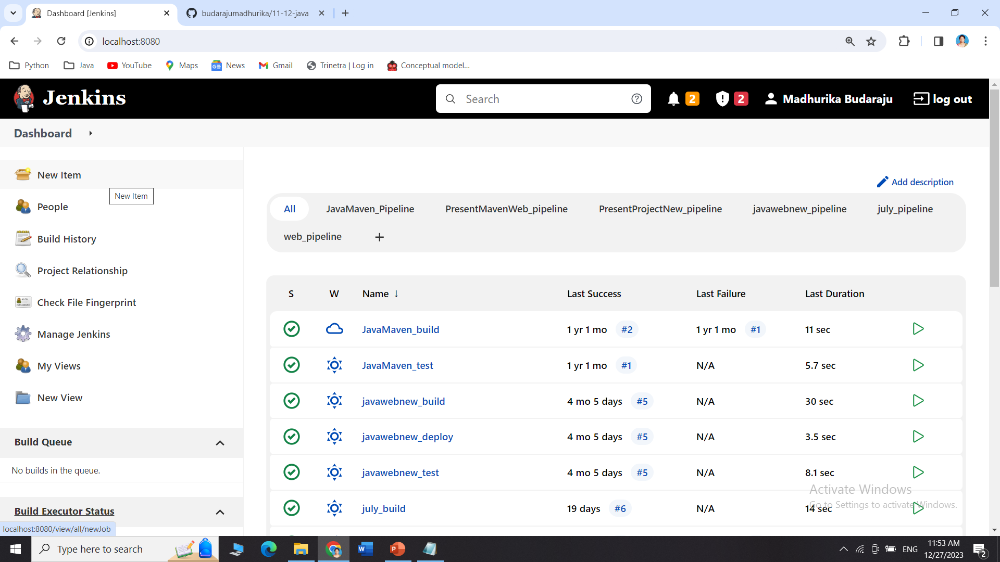 Dashboard [Jenkins]
budarajumadhurika/11-12-java
localhost:8080
Python
Java
YouTube
Maps
News
Gmail
Trinetra | Log in
Conceptual model...
Jenkins
Search
2
2
Madhurika Budaraju
log out
Dashboard
New Item
New Item
People
Build History
Project Relationship
Check File Fingerprint
Manage Jenkins
My Views
New View
Build Queue
No builds in the queue.
Build Executor Status
localhost:8080/view/all/newJob
Add description
All JavaMaven_Pipeline PresentMavenWeb_pipeline PresentProjectNew_pipeline javawebnew_pipeline july_pipeline
web_pipeline +
S W Name ↓ Last Success Last Failure Last Duration
JavaMaven_build 1 yr 1 mo #2 1 yr 1 mo #1 11 sec
JavaMaven_test 1 yr 1 mo #1 N/A 5.7 sec
javawebnew_build 4 mo 5 days #5 N/A 30 sec
javawebnew_deploy 4 mo 5 days #5 N/A 3.5 sec
javawebnew_test 4 mo 5 days #5 N/A 8.1 sec
july_build 19 days #6 N/A 14 sec
Activate Windows
Go to Settings to activate Windows.
Type here to search
ENG
11:53 AM
12/27/2023
2